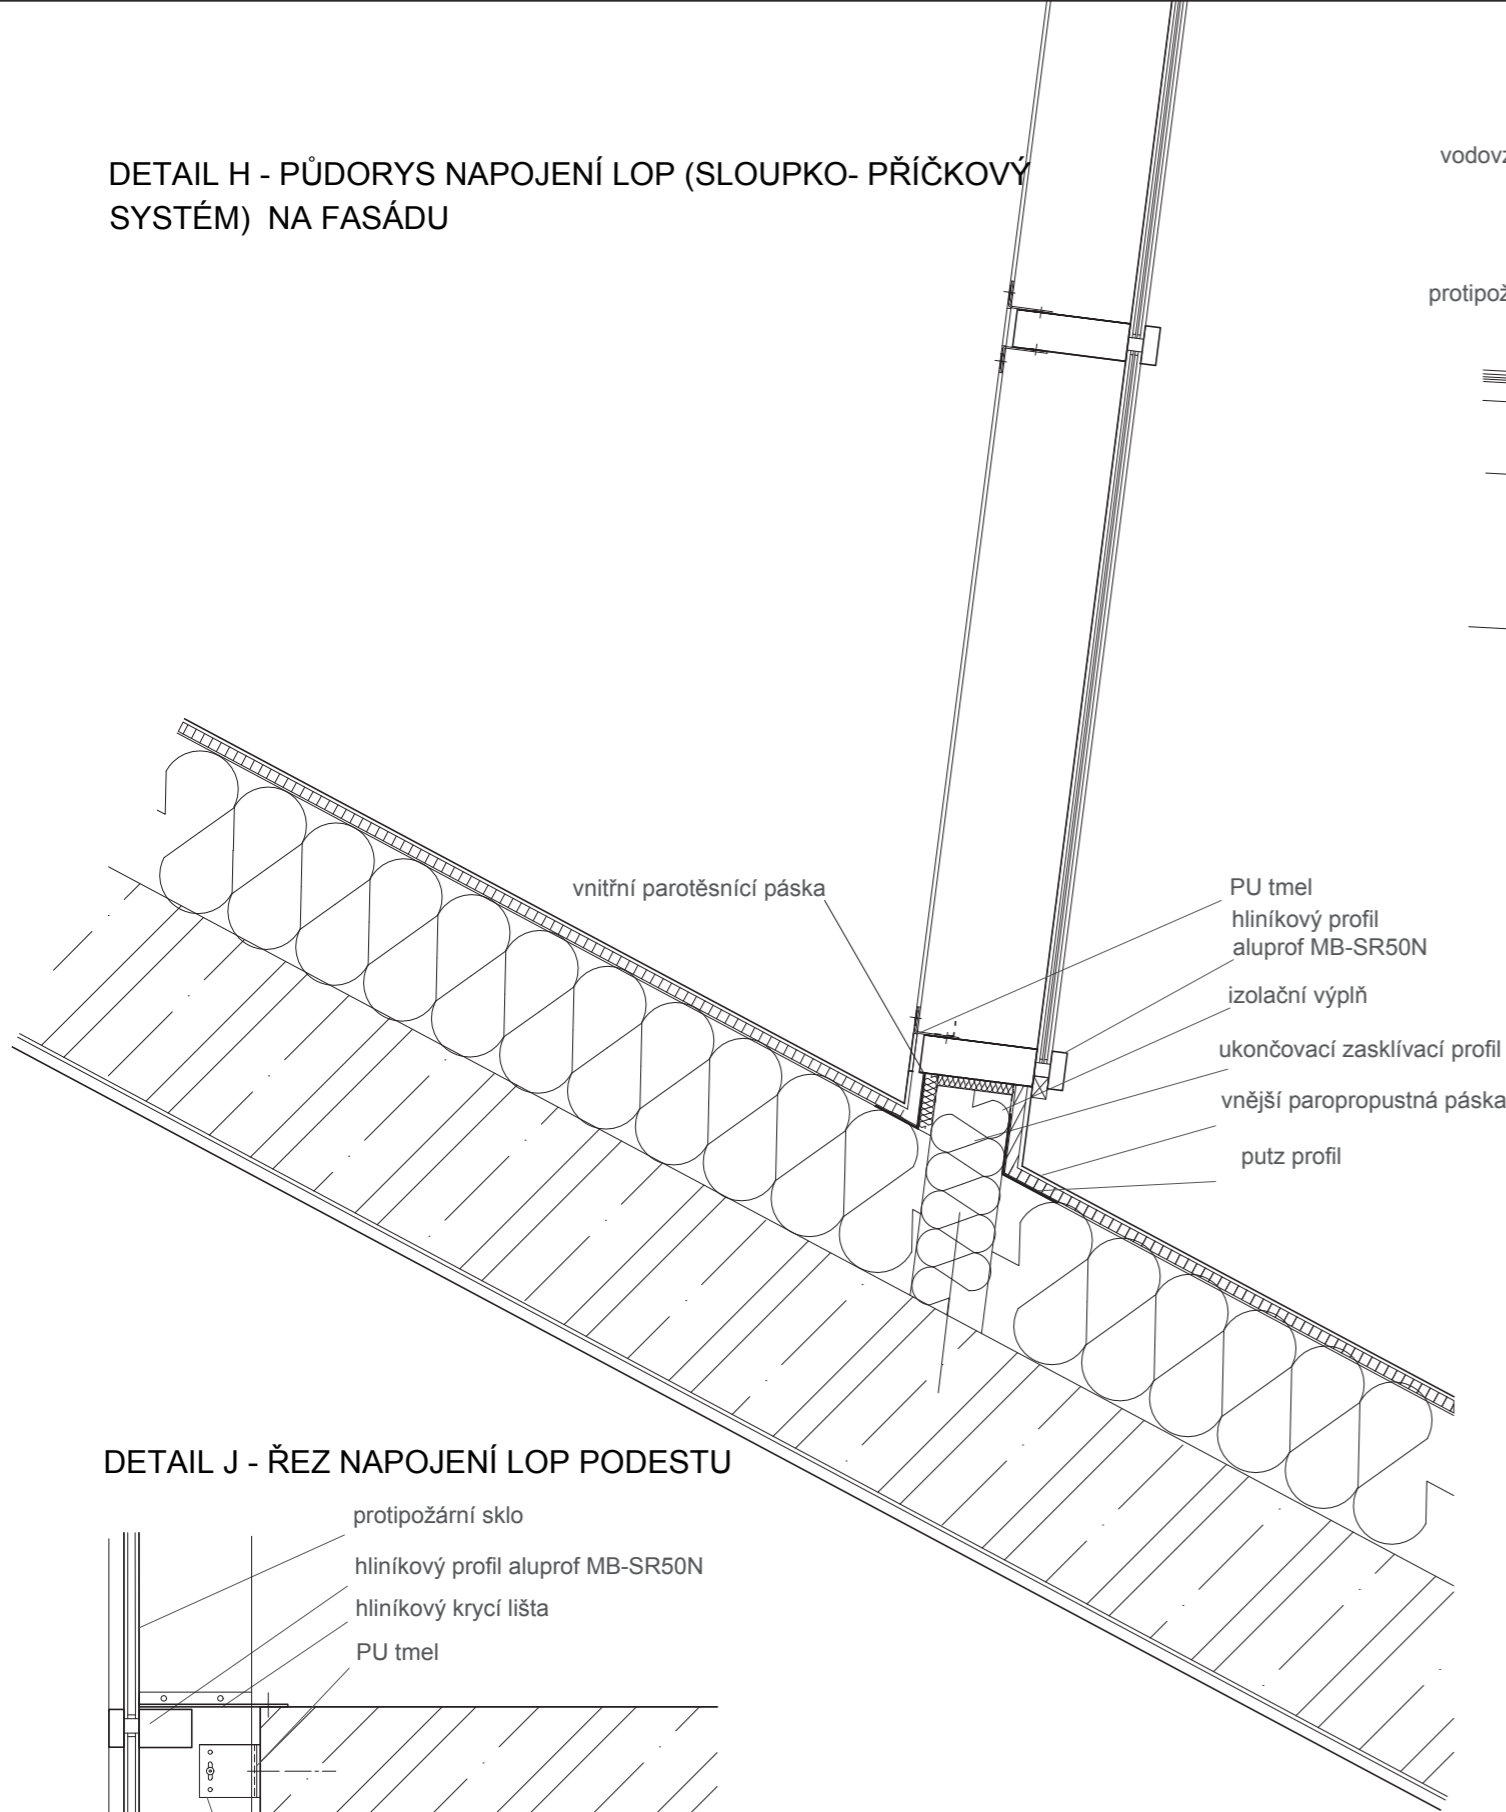 DETAIL H - PŮDORYS NAPOJENÍ LOP (SLOUPKO- PŘÍČKOVÝ
SYSTÉM) NA FASÁDU
vodovz
protipož
vnitřní parotěsnící páska
PU tmel
hliníkový profil
aluprof MB-SR50N
izolační výplň
ukončovací zasklívací profil
vnější paropropustná páska
putz profil
DETAIL J - ŘEZ NAPOJENÍ LOP PODESTU
protipožární sklo
hliníkový profil aluprof MB-SR50N
hliníkový krycí lišta
PU tmel